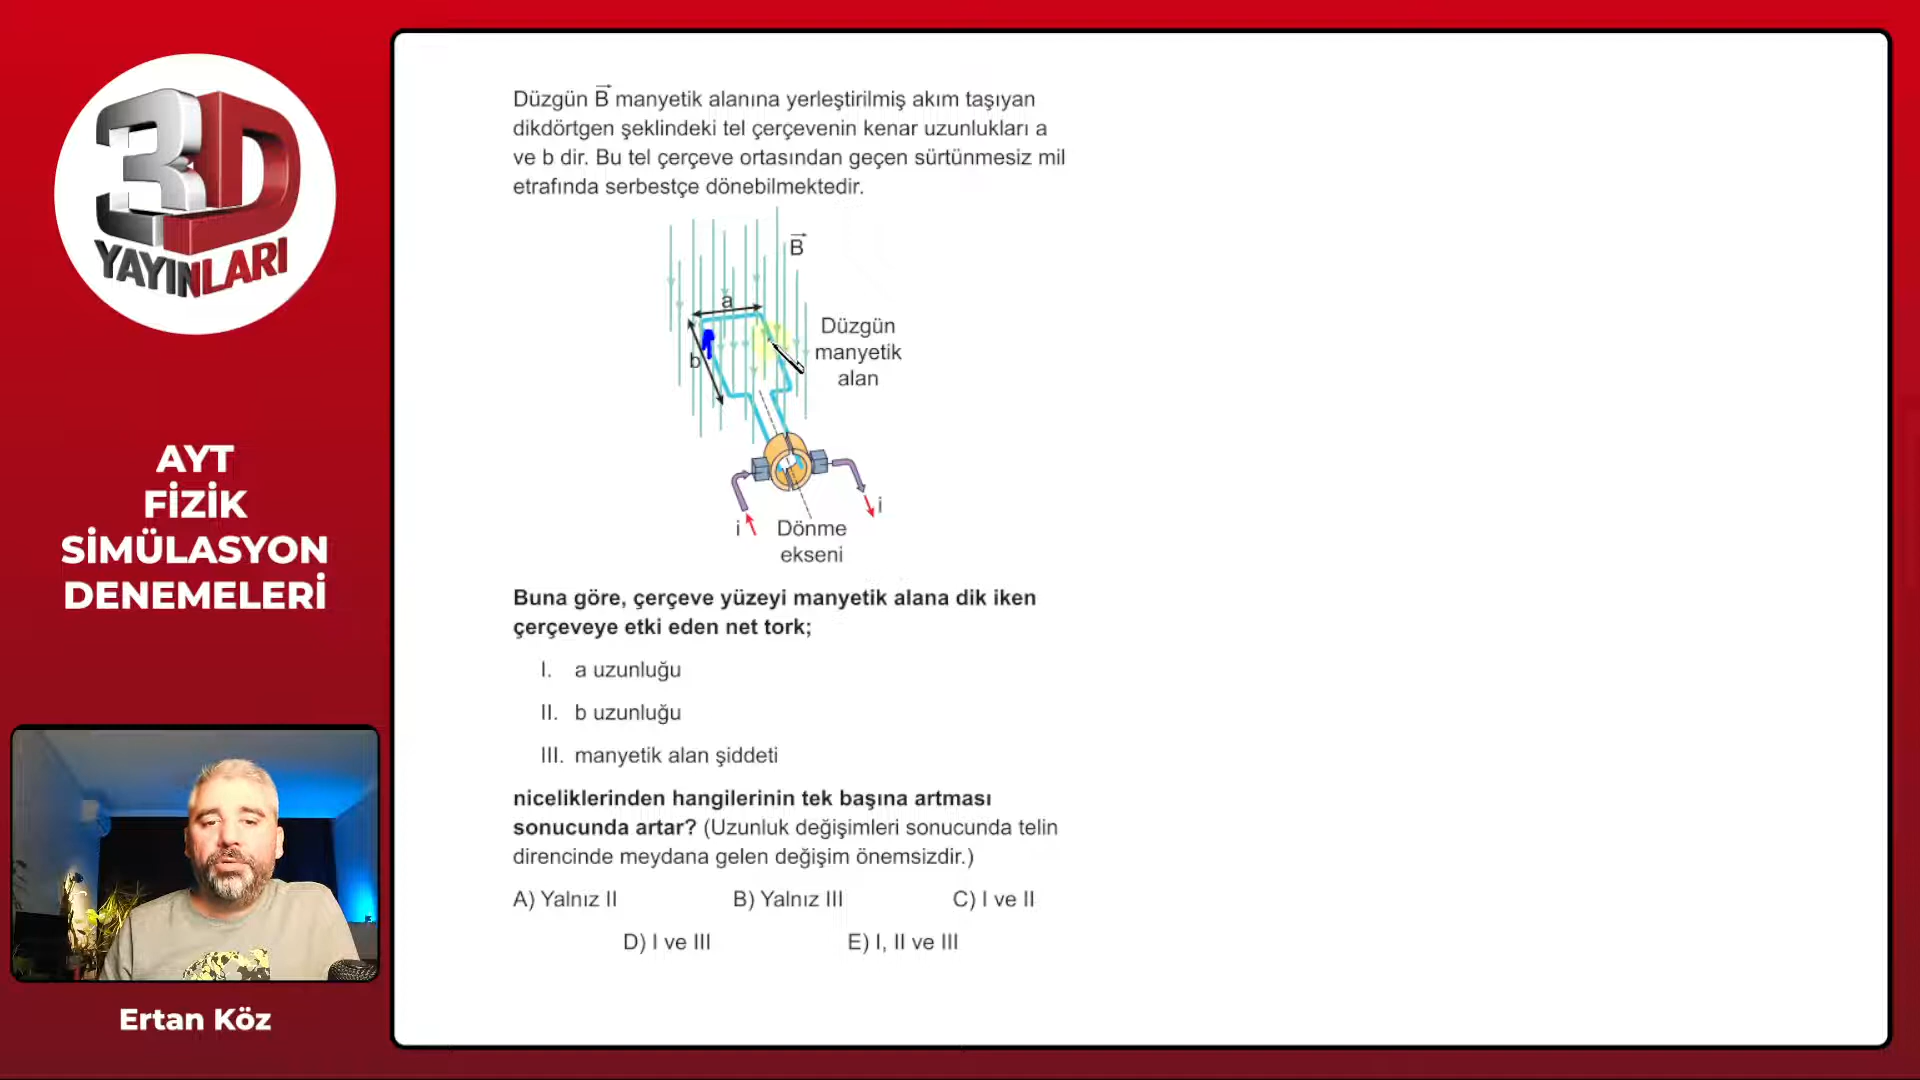 3D
YAYINLARI
AYT
FİZİK
SİMÜLASYON
DENEMELERİ
Ertan Köz
Düzgün B manyetik alanına yerleştirilmiş akım taşıyan
dikdörtgen şeklindeki tel çerçevenin kenar uzunlukları a
ve b dir. Bu tel çerçeve ortasından geçen sürtünmesiz mil
etrafında serbestçe dönebilmektedir.
B
a
b
Düzgün
manyetik
alan
i
i
Dönme
ekseni
Buna göre, çerçeve yüzeyi manyetik alana dik iken
çerçeveye etki eden net tork;
I. a uzunluğu
II. b uzunluğu
III. manyetik alan şiddeti
niceliklerinden hangilerinin tek başına artması
sonucunda artar? (Uzunluk değişimleri sonucunda telin
direncinde meydana gelen değişim önemsizdir.)
A) Yalnız II B) Yalnız III C) I ve II
D) I ve III E) I, II ve III